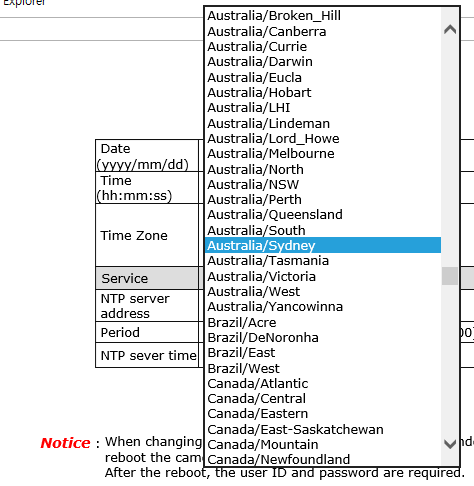 Explorer
Australia/Broken_Hill
Australia/Canberra
Australia/Currie
Australia/Darwin
Australia/Eucla
Australia/Hobart
Australia/LHI
Australia/Lindeman
Australia/Lord_Howe
Australia/Melbourne
Australia/North
Australia/NSW
Australia/Perth
Australia/Queensland
Australia/South
Australia/Sydney
Australia/Tasmania
Australia/Victoria
Australia/West
Australia/Yancowinna
Brazil/Acre
Brazil/DeNoronha
Brazil/East
Brazil/West
Canada/Atlantic
Canada/Central
Canada/Eastern
Canada/East-Saskatchewan
Canada/Mountain
Canada/Newfoundland
Date
(yyyy/mm/dd)
Time
(hh:mm:ss)
Time Zone
Service
NTP server
address
Period
00)
NTP sever time
Notice : When changing
reboot the
After the reboot, the user ID and password are required.